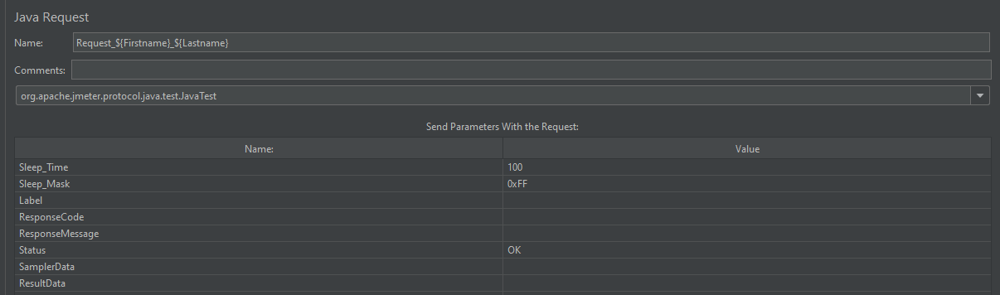 Java Request
Name: Request_${Firstname}_${Lastname}
Comments:
org.apache.jmeter.protocol.java.test.JavaTest
Send Parameters With the Request:
Name: Value
Sleep_Time 100
Sleep_Mask 0xFF
Label
ResponseCode
ResponseMessage
Status OK
SamplerData
ResultData